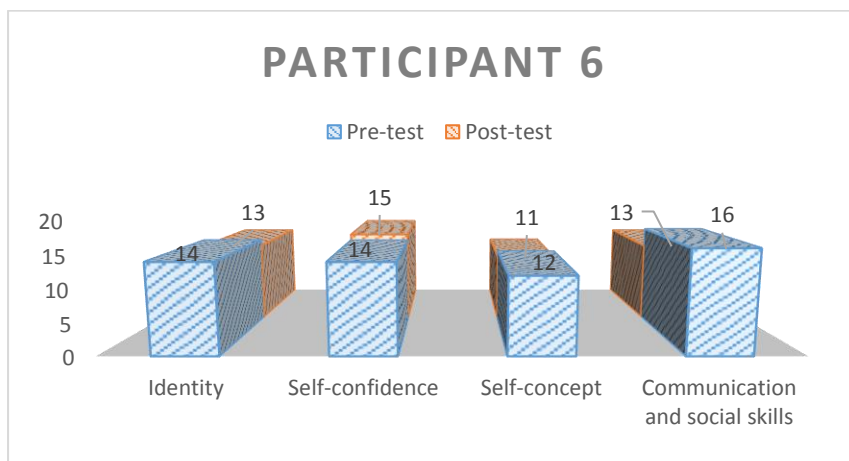 PARTICIPANT 6
Pre-test Post-test
13 15 11 13 16
14 14 12
20
15
10
5
0
Identity Self-confidence Self-concept Communication
and social skills